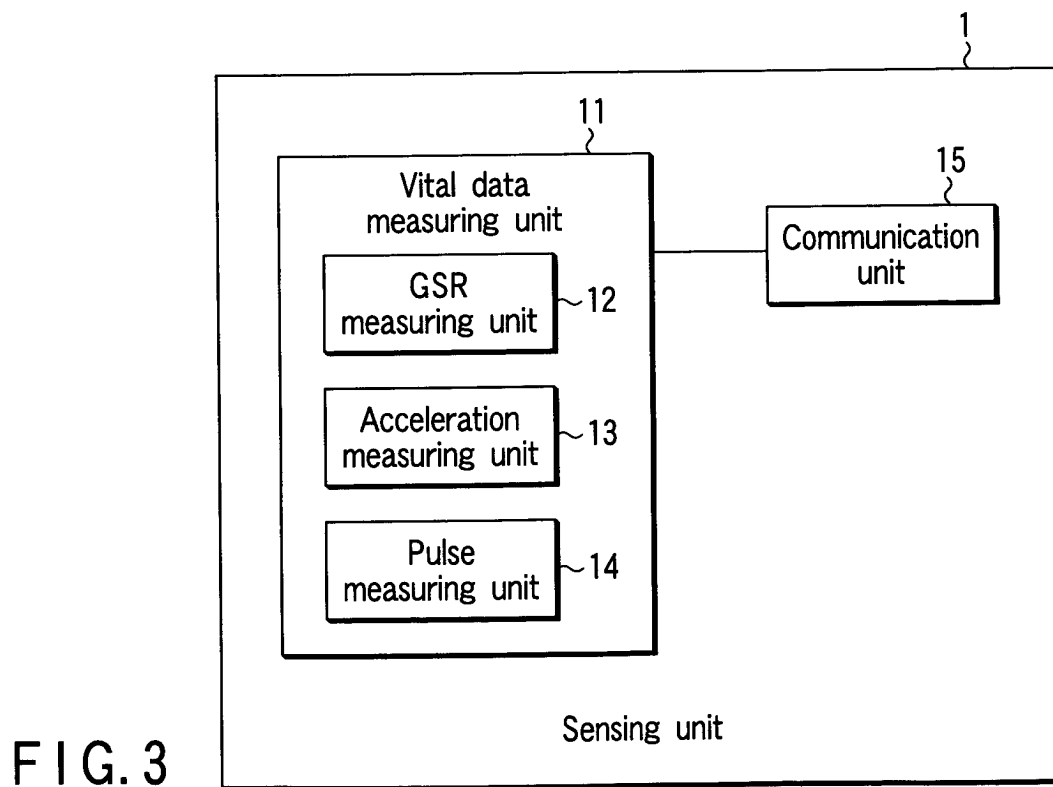 1
11
Vital data
measuring unit
15
Communication
unit
GSR
measuring unit
12
Acceleration
measuring unit
13
Pulse
measuring unit
14
Sensing unit
FIG. 3